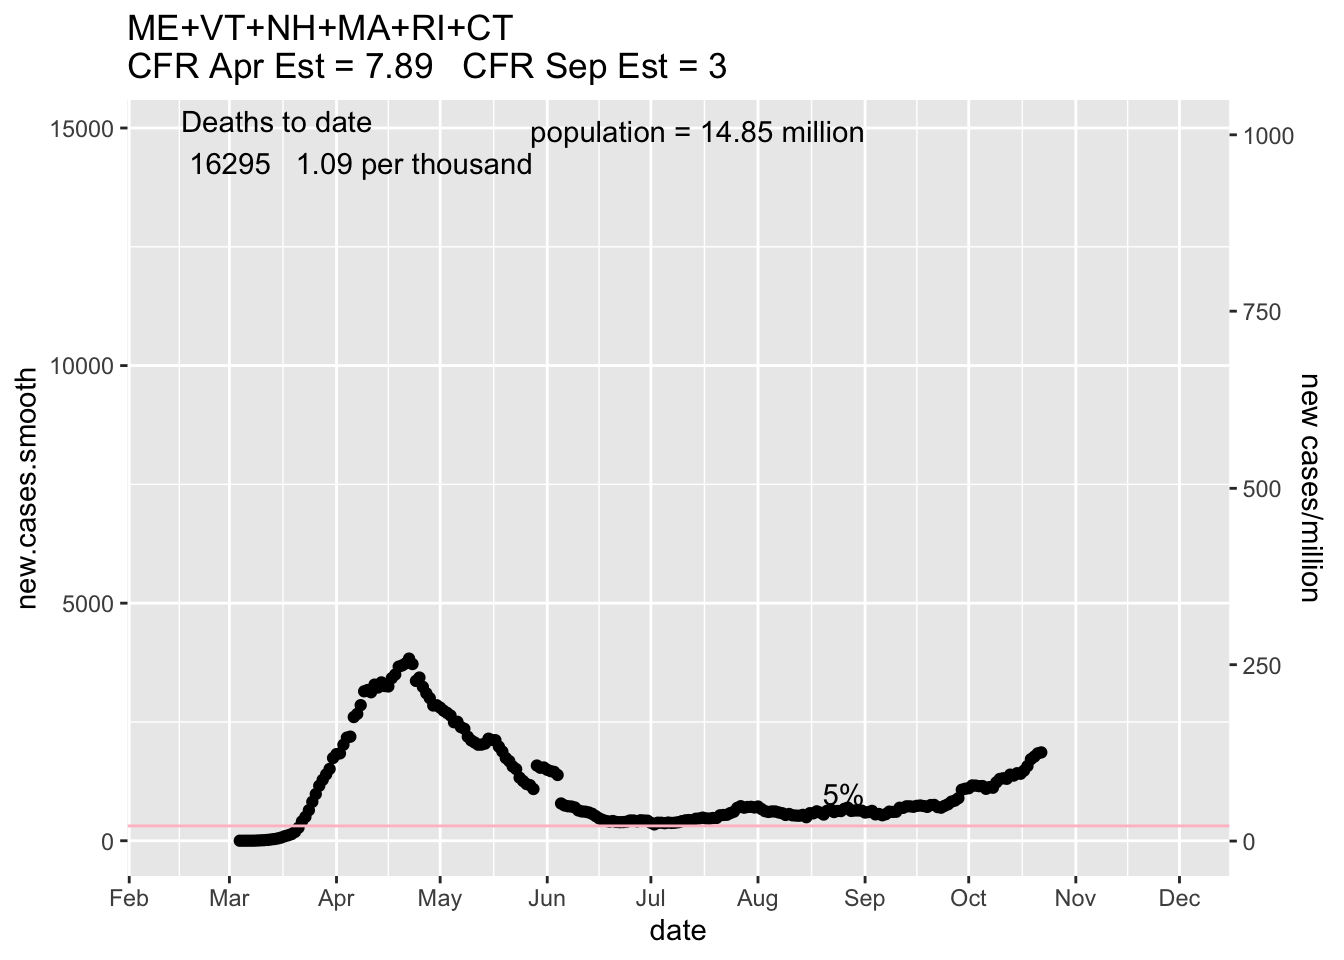 ME+VT+NH+MA+RI+CT
CFR Apr Est = 7.89   CFR Sep Est = 3
Deaths to date
16295   1.09 per thousand
population = 14.85 million
15000
10000
5000
0
new.cases.smooth
1000
750
500
250
0
new cases/million
5%
Feb Mar Apr May Jun Jul Aug Sep Oct Nov Dec
date